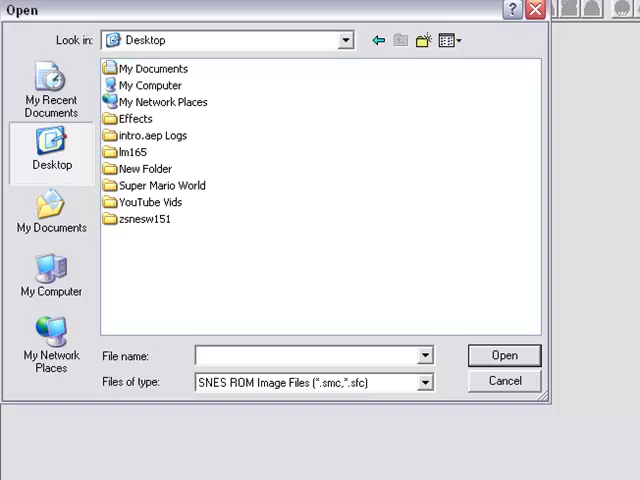 Open
Look in:
Desktop
My Documents
My Computer
My Network Places
Effects
intro.aep Logs
lm165
New Folder
Super Mario World
YouTube Vids
zsnesw151
My Recent
Documents
Desktop
My Documents
My Computer
My Network
Places
File name:
Open
Files of type:
SNES ROM Image Files (*.smc,*.sfc)
Cancel